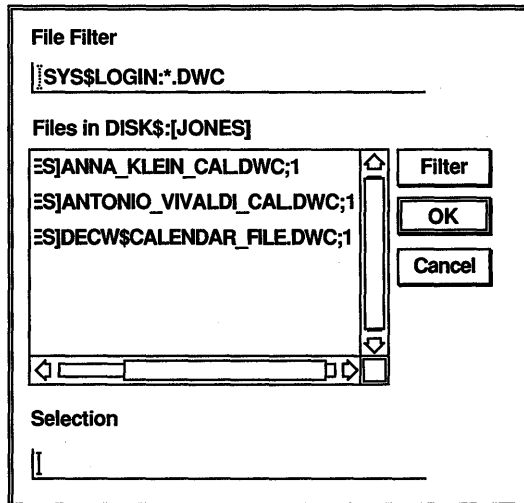 File Filter
SYS$LOGIN:*.DWC
Files in DISK$:[JONES]
ES]ANNA_KLEIN_CAL.DWC;1
ES]ANTONIO_VIVALDI_CAL.DWC;1
ES]DECW$CALENDAR_FILE.DWC;1
Filter
OK
Cancel
Selection